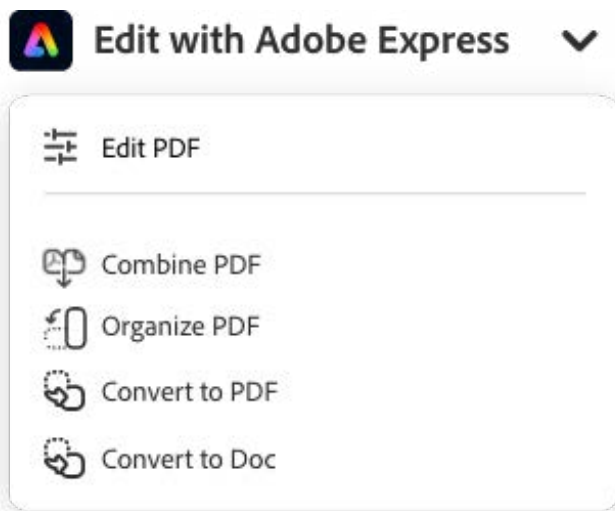 Edit with Adobe Express
Edit PDF
Combine PDF
Organize PDF
Convert to PDF
Convert to Doc